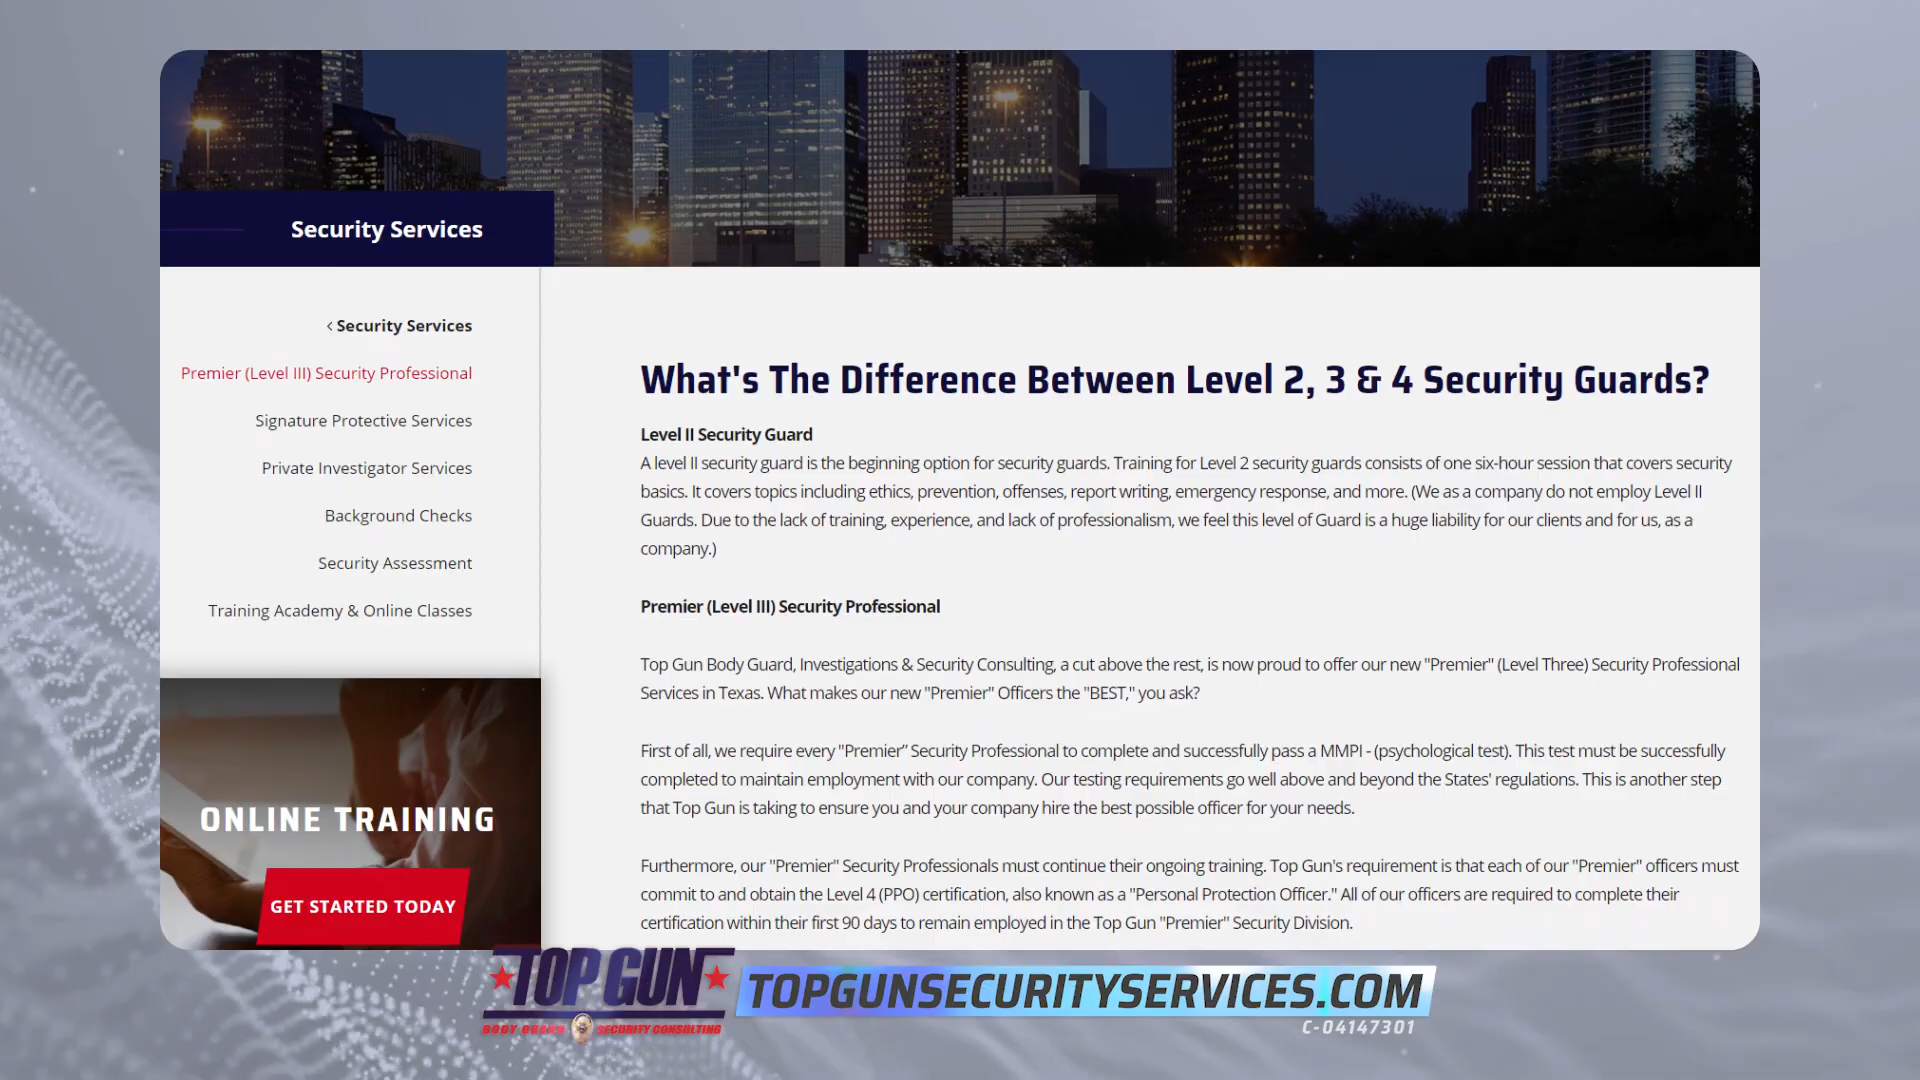 Security Services
< Security Services
Premier (Level III) Security Professional
Signature Protective Services
Private Investigator Services
Background Checks
Security Assessment
Training Academy & Online Classes
ONLINE TRAINING
GET STARTED TODAY
What's The Difference Between Level 2, 3 & 4 Security Guards?
Level II Security Guard
A level II security guard is the beginning option for security guards. Training for Level 2 security guards consists of one six-hour session that covers security
basics. It covers topics including ethics, prevention, offenses, report writing, emergency response, and more. (We as a company do not employ Level II
Guards. Due to the lack of training, experience, and lack of professionalism, we feel this level of Guard is a huge liability for our clients and for us, as a
company.)
Premier (Level III) Security Professional
Top Gun Body Guard, Investigations & Security Consulting, a cut above the rest, is now proud to offer our new "Premier" (Level Three) Security Professional
Services in Texas. What makes our new "Premier" Officers the "BEST," you ask?
First of all, we require every "Premier” Security Professional to complete and successfully pass a MMPI - (psychological test). This test must be successfully
completed to maintain employment with our company. Our testing requirements go well above and beyond the States' regulations. This is another step
that Top Gun is taking to ensure you and your company hire the best possible officer for your needs.
Furthermore, our "Premier" Security Professionals must continue their ongoing training. Top Gun's requirement is that each of our "Premier" officers must
commit to and obtain the Level 4 (PPO) certification, also known as a "Personal Protection Officer." All of our officers are required to complete their
certification within their first 90 days to remain employed in the Top Gun "Premier" Security Division.
TOP GUN
BODY GUARD SECURITY CONSULTING
TOPGUNSECURITYSERVICES.COM
C-04147301